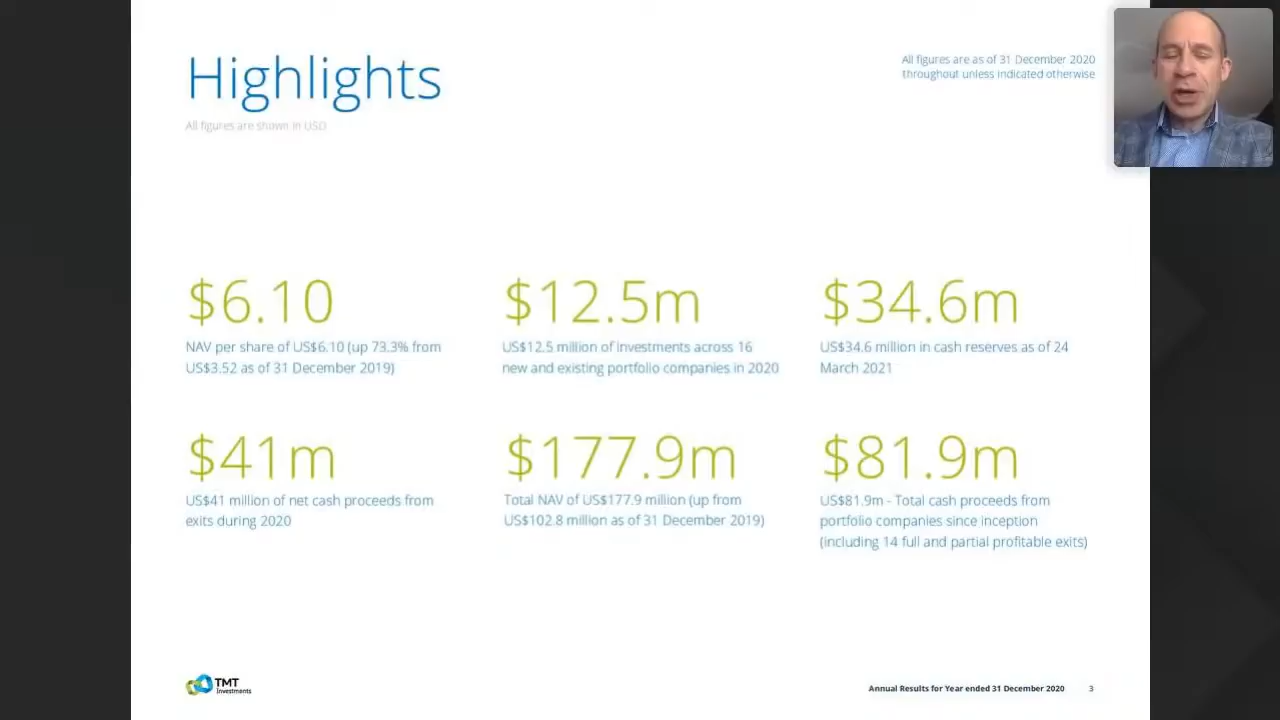 Highlights
All figures are shown in USD
All figures are as of 31 December 2020
throughout unless indicated otherwise
$6.10
NAV per share of US$6.10 (up 73.3% from
US$3.52 as of 31 December 2019)
$12.5m
US$12.5 million of investments across 16
new and existing portfolio companies in 2020
$34.6m
US$34.6 million in cash reserves as of 24
March 2021
$41m
US$41 million of net cash proceeds from
exits during 2020
$177.9m
Total NAV of US$177.9 million (up from
US$102.8 million as of 31 December 2019)
$81.9m
US$81.9m - Total cash proceeds from
portfolio companies since inception
(including 14 full and partial profitable exits)
TMT
Investments
Annual Results for Year ended 31 December 2020 3